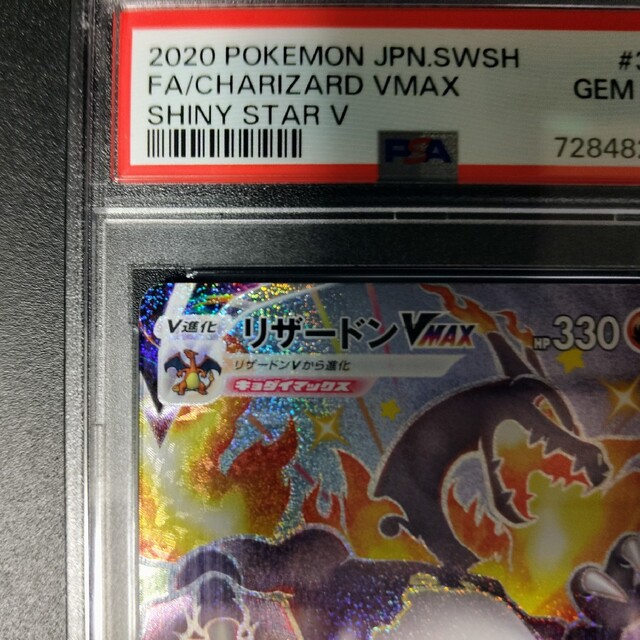 2020 POKEMON JPN.SWSH #3
FA/CHARIZARD VMAX GEM
SHINY STAR V
PSA 728482
V進化 リザードンVMAX HP330
リザードンVから進化
キョダイマックス